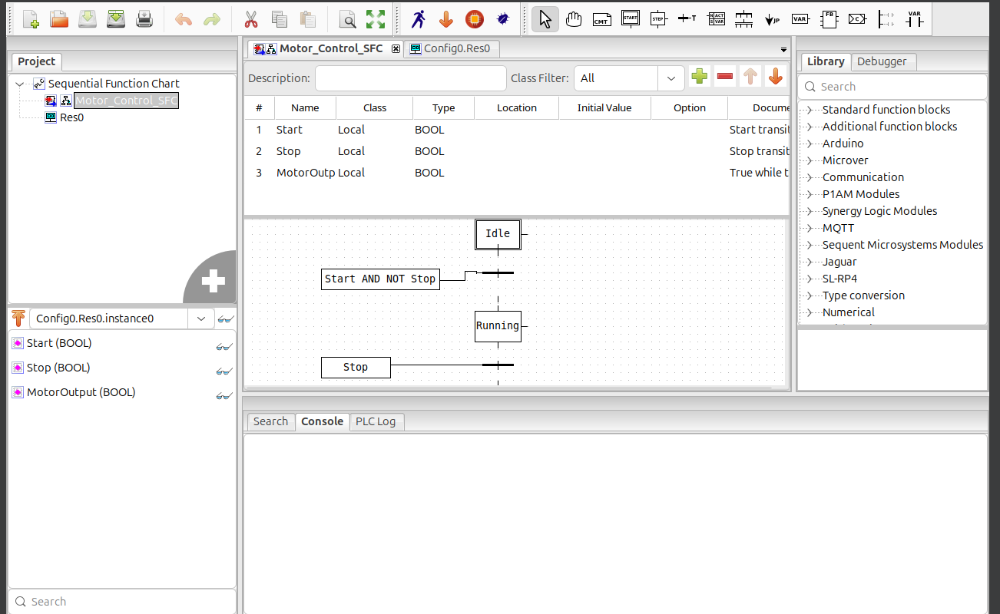 CMT START STEP T N ACT S VAR JP VAR FB C VAR
Project
Sequential Function Chart
Motor_Control_SFC
Res0
Config0.Res0.instance0
Start (BOOL)
Stop (BOOL)
MotorOutput (BOOL)
Search
Motor_Control_SFC Config0.Res0
Description: Class Filter: All
# Name Class Type Location Initial Value Option Docume
1 Start Local BOOL Start transit
2 Stop Local BOOL Stop transit
3 MotorOutp Local BOOL True while t
Idle
Start AND NOT Stop
Running
Stop
Library Debugger
Search
Standard function blocks
Additional function blocks
Arduino
Microver
Communication
P1AM Modules
Synergy Logic Modules
MQTT
Sequent Microsystems Modules
Jaguar
SL-RP4
Type conversion
Numerical
Search Console PLC Log